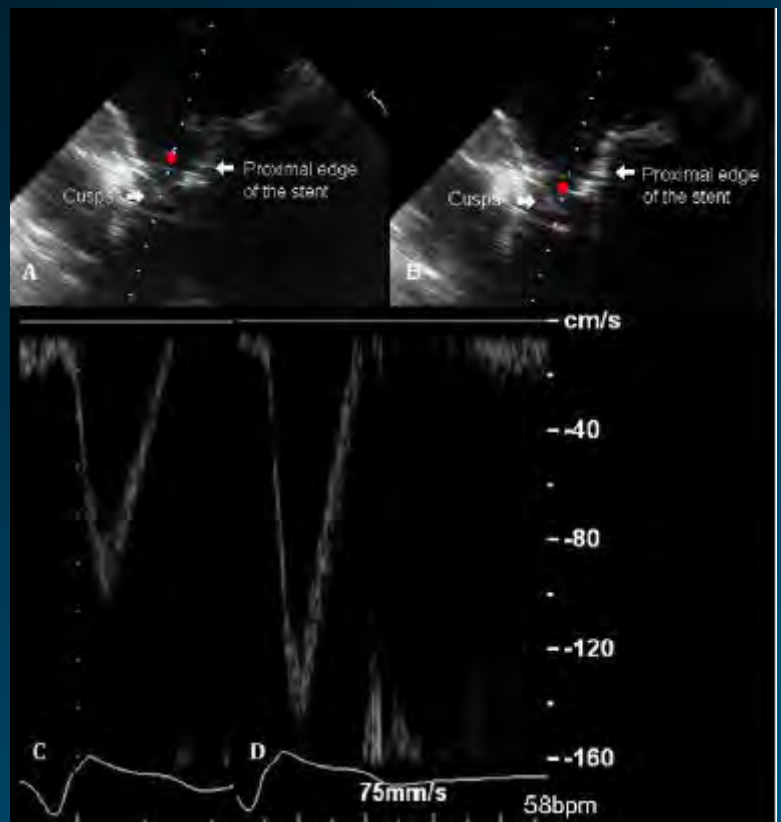 Cusps
Proximal edge
of the stent
A
Cusps
Proximal edge
of the stent
B
cm/s
-40
-80
-120
C
D
-160
75mm/s
58bpm